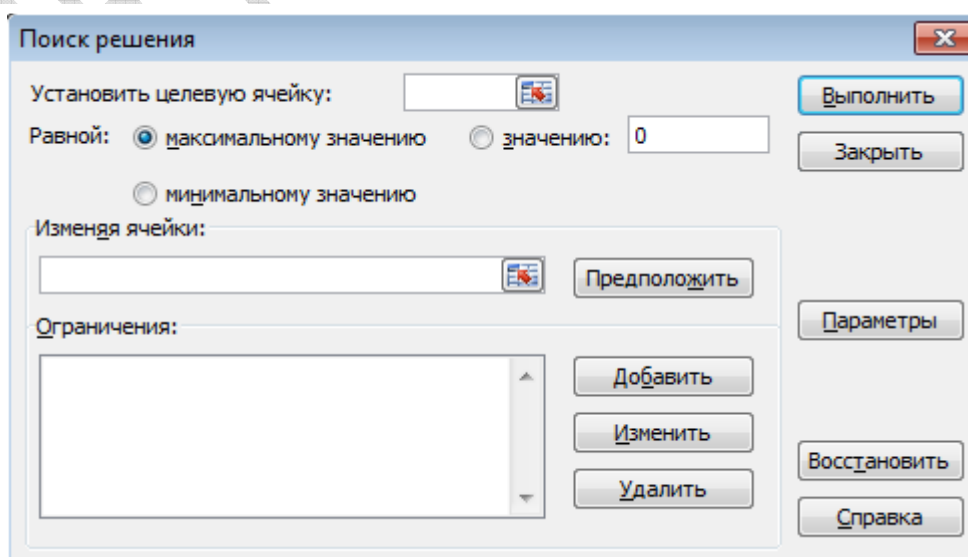 Поиск решения
Установить целевую ячейку:
Выполнить
Равной: максимальному значению значению: 0
Закрыть
минимальному значению
Изменяя ячейки:
Предположить
Параметры
Ограничения:
Добавить
Изменить
Восстановить
Удалить
Справка